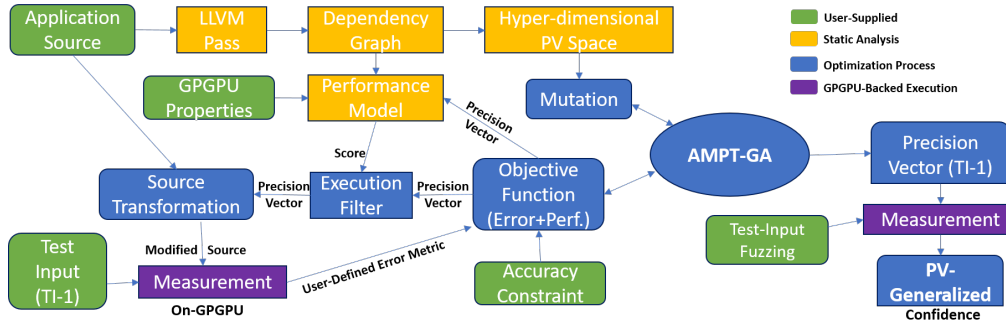 Application
Source
LLVM
Pass
Dependency
Graph
Hyper-dimensional
PV Space
User-Supplied
Static Analysis
Optimization Process
GPGPU-Backed Execution
GPGPU
Properties
Performance
Model
Precision
Vector
Mutation
AMPT-GA
Precision
Vector (TI-1)
Score
Source
Transformation
Precision
Vector
Execution
Filter
Precision
Vector
Objective
Function
(Error+Perf.)
Test-Input
Fuzzing
Measurement
Test
Input
(TI-1)
Modified Source
Measurement
On-GPGPU
User-Defined Error Metric
Accuracy
Constraint
PV-
Generalized
Confidence